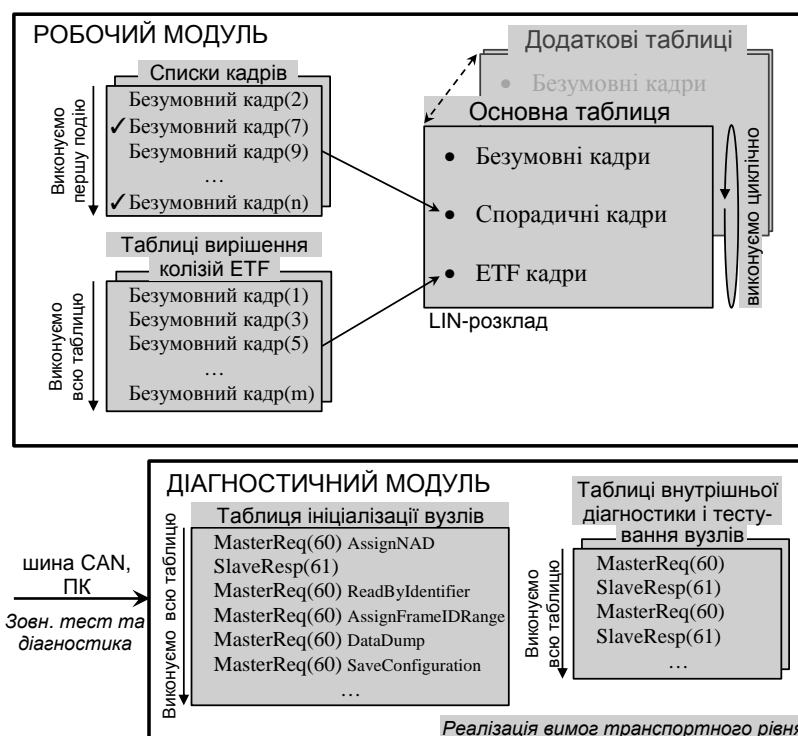 РОБОЧИЙ МОДУЛЬ
Списки кадрів
Виконуємо
першу подію
Безумовний кадр(2)
✓Безумовний кадр(7)
Безумовний кадр(9)
…
✓Безумовний кадр(n)
Таблиці вирішення
колізій ETF
Виконуємо
всю таблицю
Безумовний кадр(1)
Безумовний кадр(3)
Безумовний кадр(5)
…
Безумовний кадр(m)
Додаткові таблиці
• Безумовні кадри
Основна таблиця
• Безумовні кадри
• Спорадичні кадри
• ETF кадри
виконуємо циклічно
LIN-розклад
шина CAN,
ПК
Зовн. тест та
діагностика
ДІАГНОСТИЧНИЙ МОДУЛЬ
Таблиця ініціалізації вузлів
Виконуємо всю таблицю
MasterReq(60) AssignNAD
SlaveResp(61)
MasterReq(60) ReadByIdentifier
MasterReq(60) AssignFrameIDRange
MasterReq(60) DataDump
MasterReq(60) SaveConfiguration
…
Таблиці внутрішньої
діагностики і тесту-
вання вузлів
Виконуємо
всю таблицю
MasterReq(60)
SlaveResp(61)
MasterReq(60)
SlaveResp(61)
…
Реалізація вимог транспортного рівня